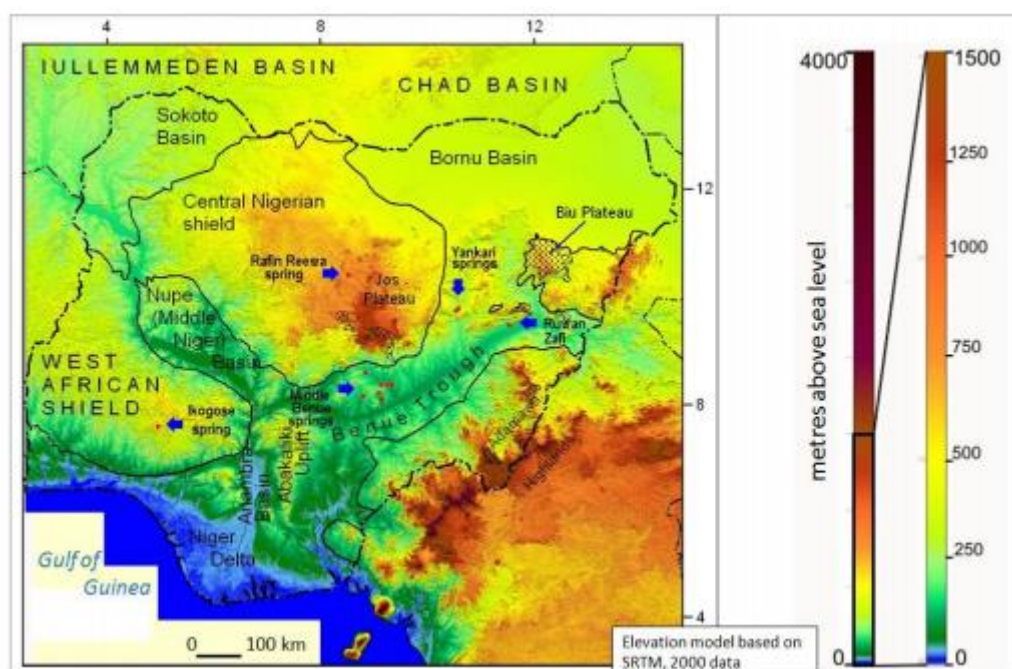 4 8 12
IULLEMMEDEN BASIN
CHAD BASIN
Sokoto
Basin
Bornu Basin
12
Central Nigerian
shield
Biu Plateau
Rafin Reewa
spring
Yankari
springs
Jos
Plateau
Nupe
(Middle
Niger)
Basin
Ruwan
Zafi
WEST
AFRICAN
SHIELD
Ikogose
spring
Middle
Benue
springs
Benue Trough
8
Adamawa
Highlands
Anambra
Basin
Abakaliki
Uplift
Niger
Delta
Gulf of
Guinea
4
0 100 km
Elevation model based on
SRTM, 2000 data
metres above sea level
4000
0
1500
1250
1000
750
500
250
0